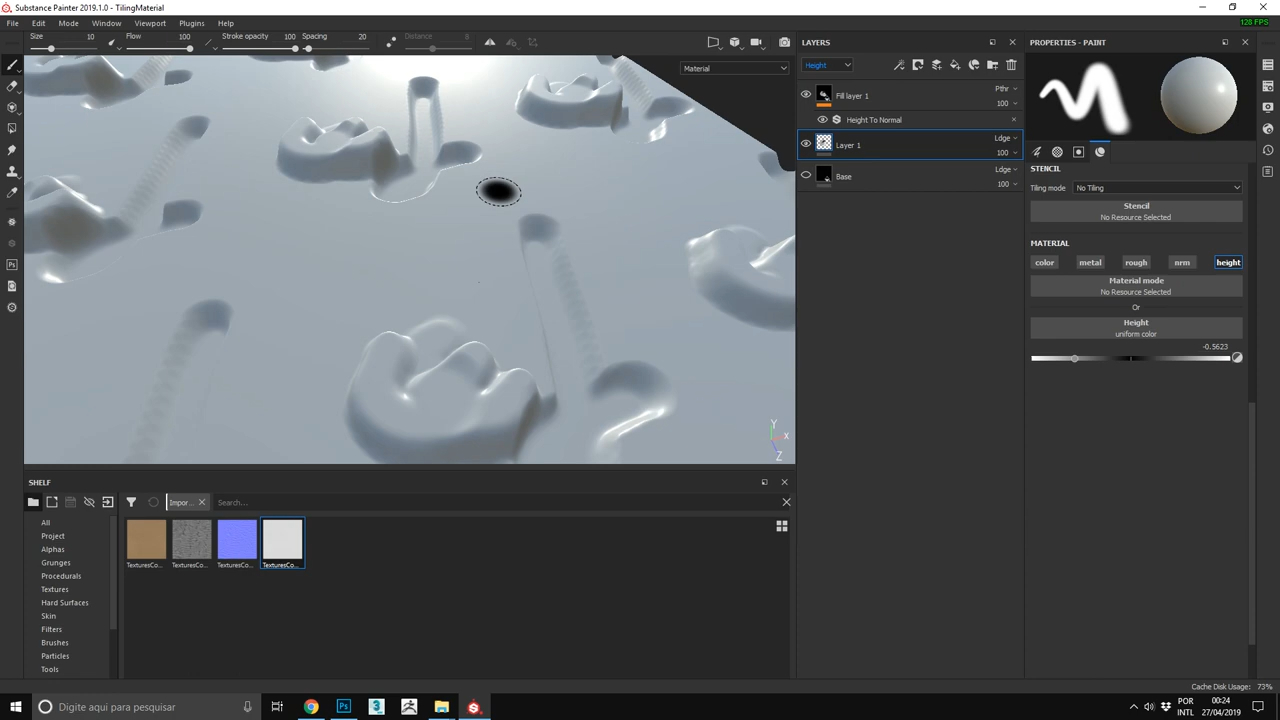 Substance Painter 2019.1.0 - TilingMaterial
File Edit Mode Window Viewport Plugins Help
128 FPS
Size 10 Flow 100 Stroke opacity 100 Spacing 20 Distance 8
Material
LAYERS
Height
Fill layer 1 Pthr
100
Height To Normal
Layer 1 Ldge
100
Base Ldge
100
PROPERTIES - PAINT
STENCIL
Tiling mode No Tiling
Stencil
No Resource Selected
MATERIAL
color metal rough nrm height
Material mode
No Resource Selected
Or
Height
uniform color
-0.5623
Y
X
Z
SHELF
Impor... Search...
All
Project
Alphas
Grunges
Procedurals
Textures
Hard Surfaces
Skin
Filters
Brushes
Particles
Tools
TexturesCo... TexturesCo... TexturesCo... TexturesCo...
Cache Disk Usage: 73%
Digite aqui para pesquisar
Ps
3
POR
INTL
00:24
27/04/2019